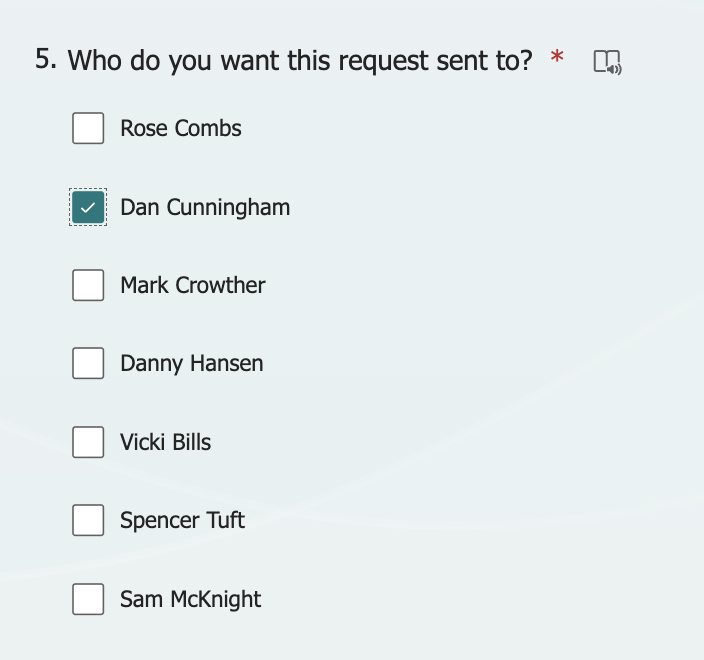 5. Who do you want this request sent to? *
Rose Combs
Dan Cunningham
Mark Crowther
Danny Hansen
Vicki Bills
Spencer Tuft
Sam McKnight